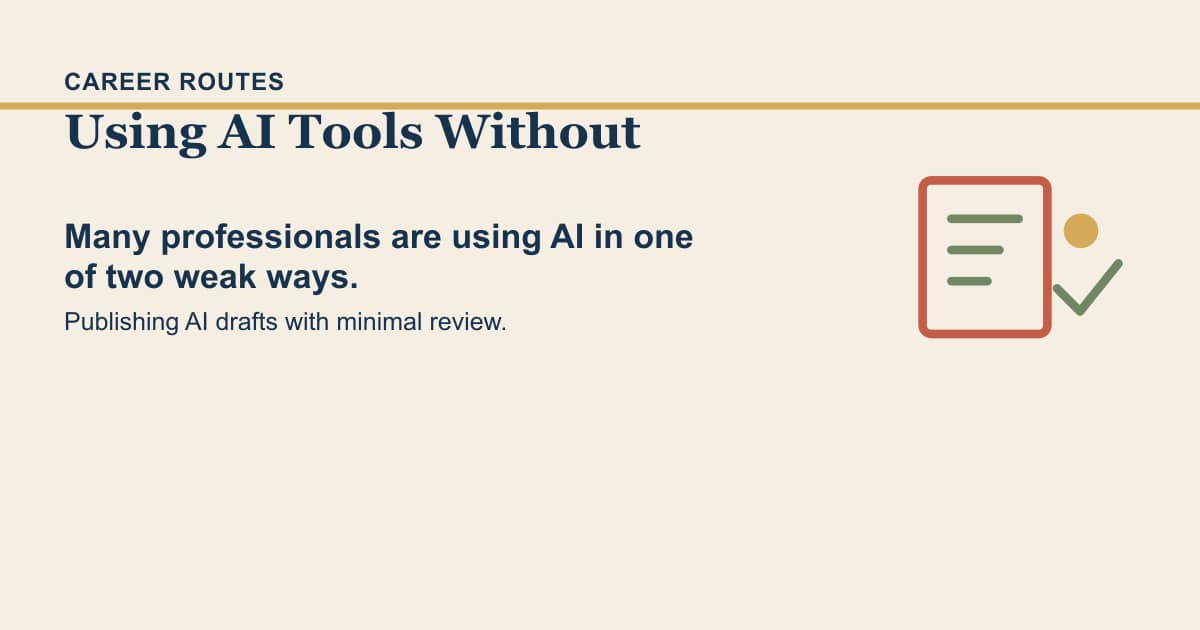 CAREER ROUTES
Using AI Tools Without
Many professionals are using AI in one
of two weak ways.
Publishing AI drafts with minimal review.